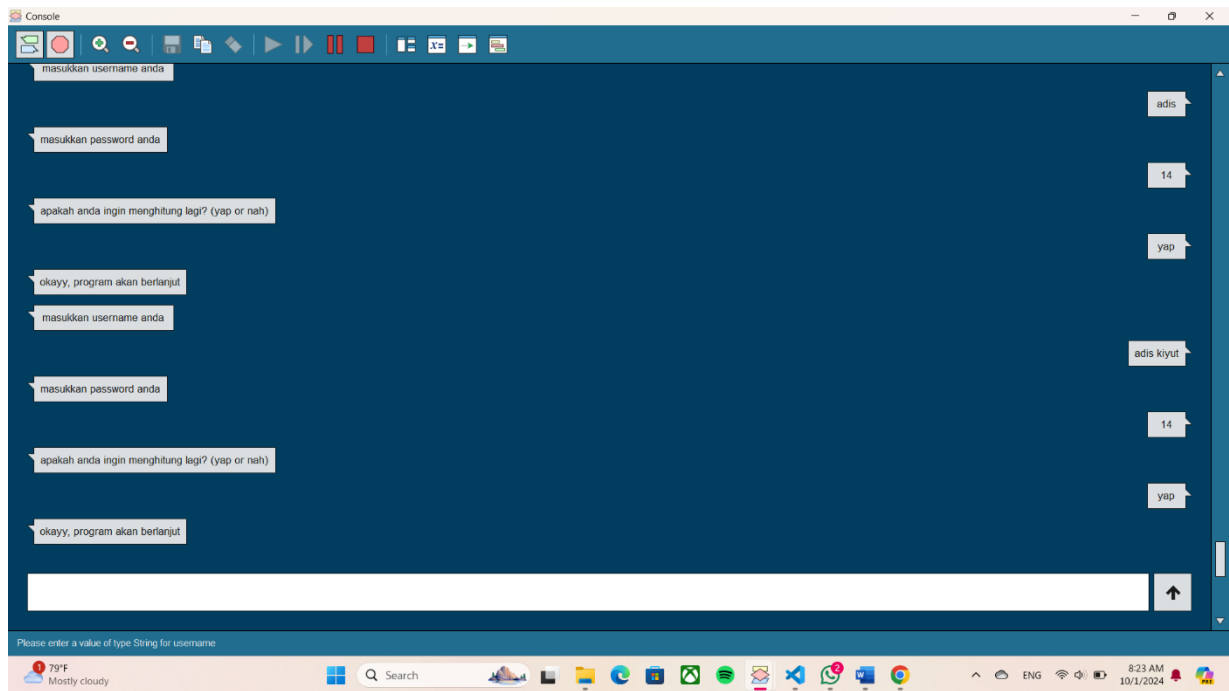 Console
x=
masukkan username anda
adis
masukkan password anda
14
apakah anda ingin menghitung lagi? (yap or nah)
yap
okayy, program akan berlanjut
masukkan username anda
adis kiyut
masukkan password anda
14
apakah anda ingin menghitung lagi? (yap or nah)
yap
okayy, program akan berlanjut
Please enter a value of type String for username
1
79°F
Mostly cloudy
Search
2
W
ENG
8:23 AM
10/1/2024
PRE